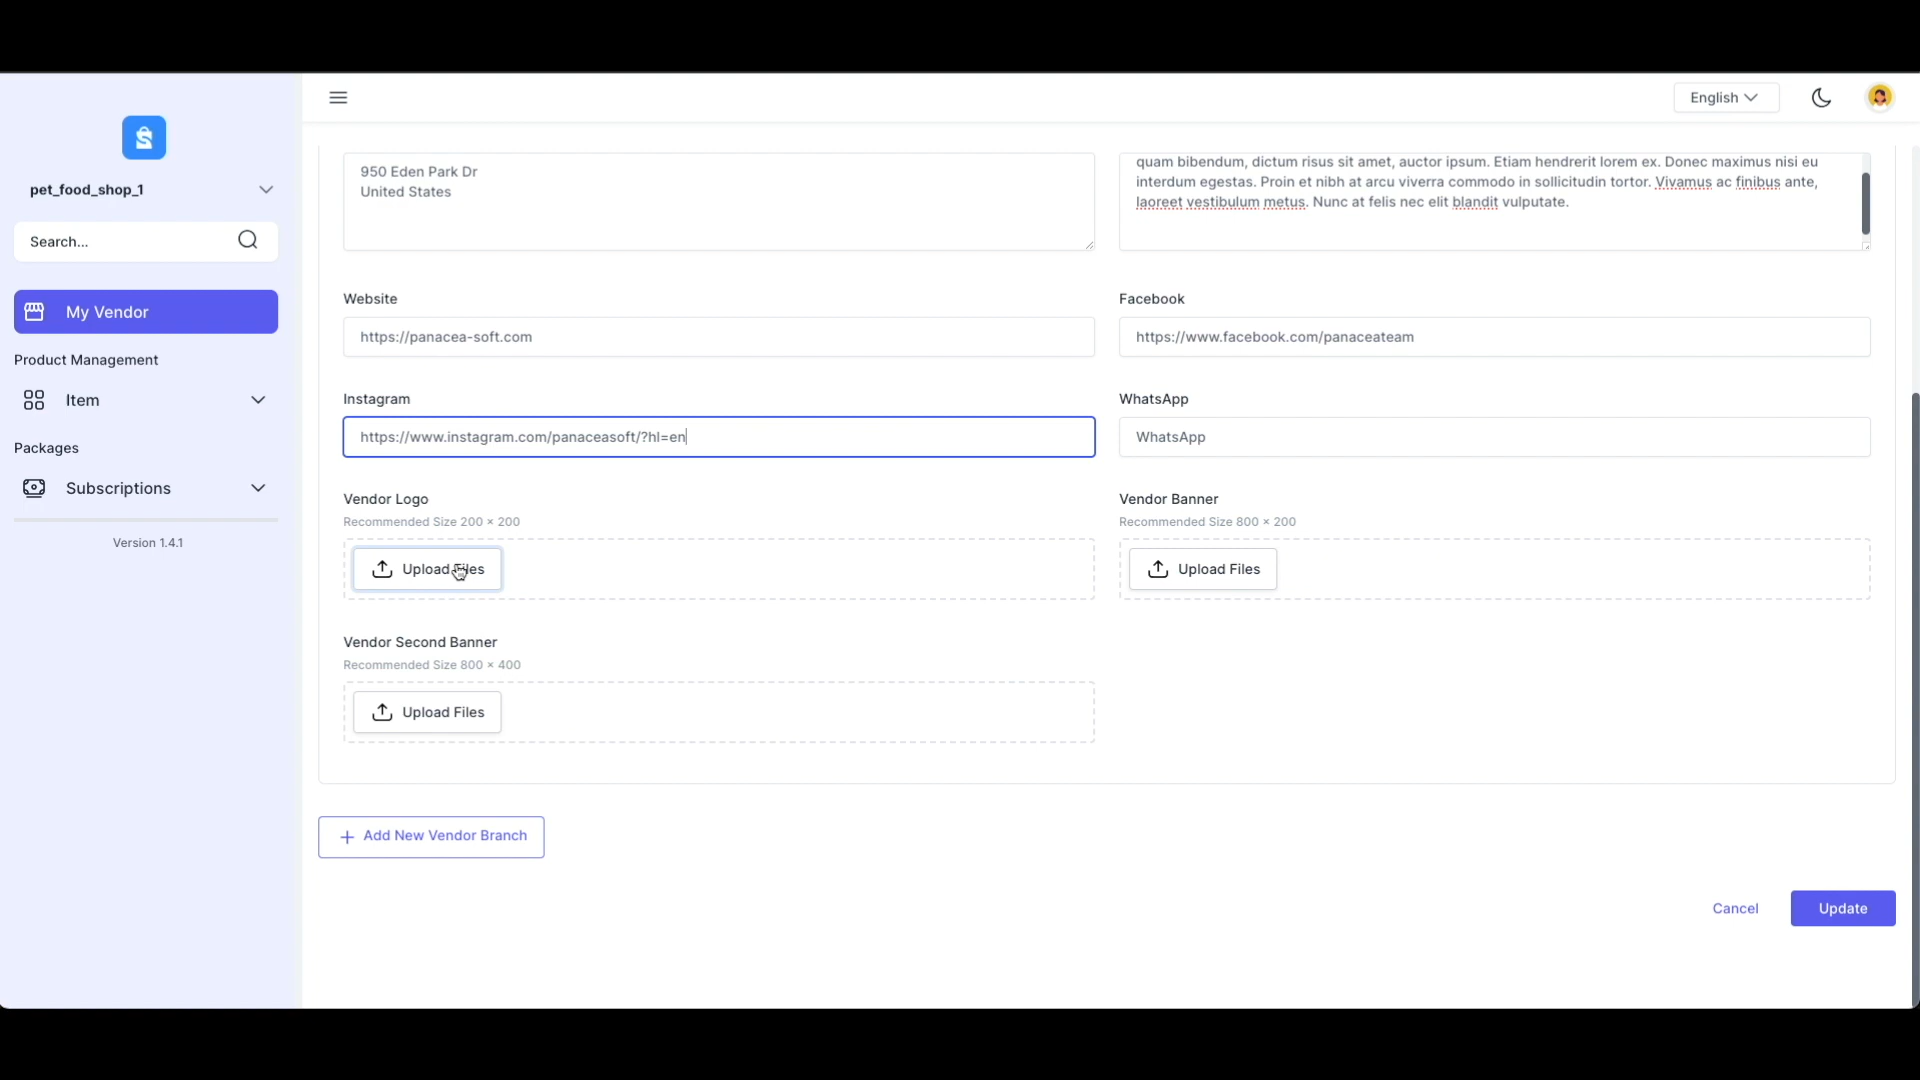 English
pet_food_shop_1
Search...
My Vendor
Product Management
Item
Packages
Subscriptions
Version 1.4.1
950 Eden Park Dr
United States
quam bibendum, dictum risus sit amet, auctor ipsum. Etiam hendrerit lorem ex. Donec maximus nisi eu
interdum egestas. Proin et nibh at arcu viverra commodo in sollicitudin tortor. Vivamus ac finibus ante,
laoreet vestibulum metus. Nunc at felis nec elit blandit vulputate.
Website
Facebook
https://panacea-soft.com
https://www.facebook.com/panaceateam
Instagram
WhatsApp
https://www.instagram.com/panaceasoft/?hl=en
WhatsApp
Vendor Logo
Recommended Size 200 × 200
Upload Files
Vendor Banner
Recommended Size 800 × 200
Upload Files
Vendor Second Banner
Recommended Size 800 × 400
Upload Files
Add New Vendor Branch
Cancel
Update